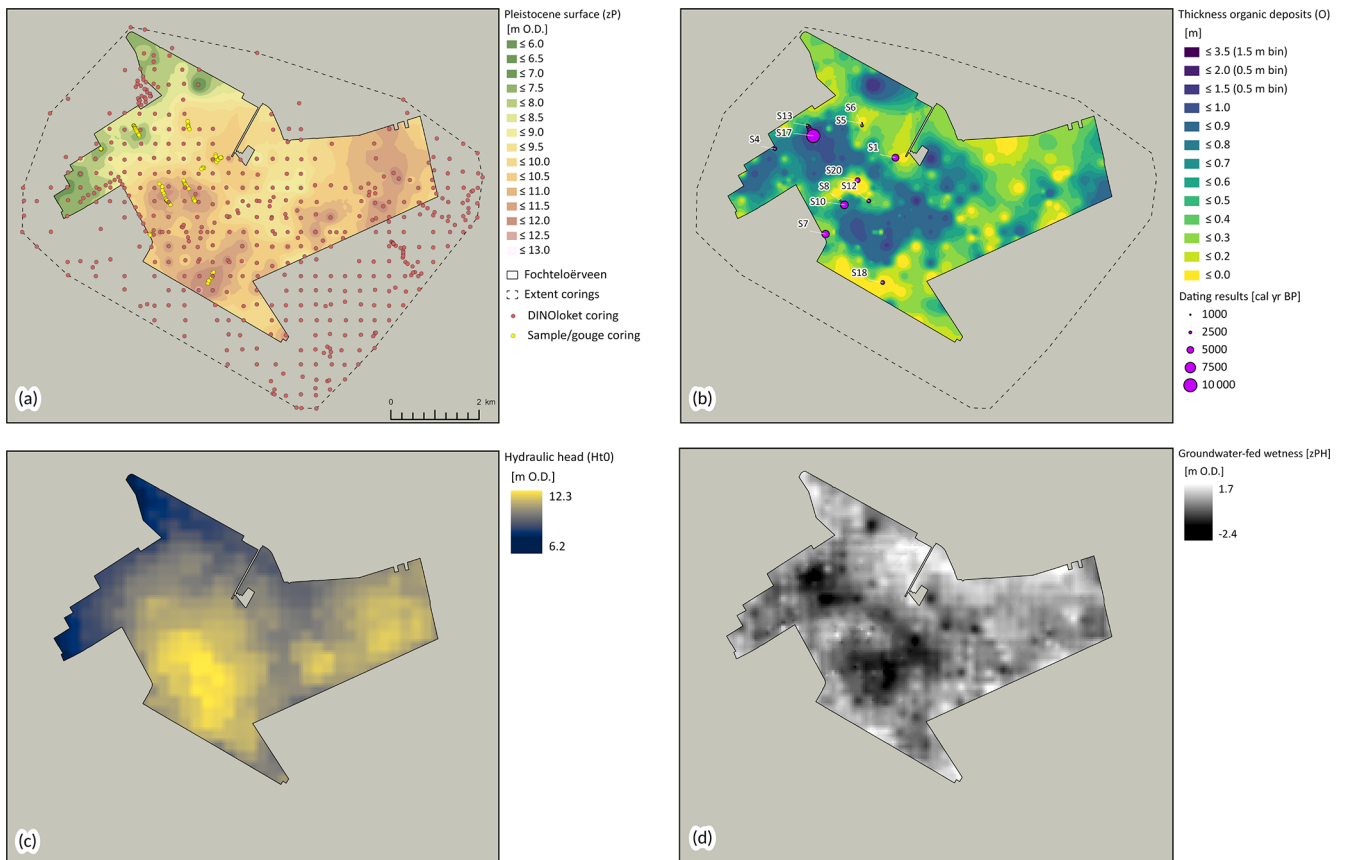 Pleistocene surface (zP)
[m O.D.]
≤ 6.0
≤ 6.5
≤ 7.0
≤ 7.5
≤ 8.0
≤ 8.5
≤ 9.0
≤ 9.5
≤ 10.0
≤ 10.5
≤ 11.0
≤ 11.5
≤ 12.0
≤ 12.5
≤ 13.0
Fochteloërveen
Extent corings
DINOloket coring
Sample/gouge coring
0 2 km
(a)
Thickness organic deposits (O)
[m]
≤ 3.5 (1.5 m bin)
≤ 2.0 (0.5 m bin)
≤ 1.5 (0.5 m bin)
≤ 1.0
≤ 0.9
≤ 0.8
≤ 0.7
≤ 0.6
≤ 0.5
≤ 0.4
≤ 0.3
≤ 0.2
≤ 0.0
Dating results [cal yr BP]
1000
2500
5000
7500
10 000
S6
S5
S13
S17
S4
S1
S20
S8
S12
S10
S7
S18
(b)
Hydraulic head (Ht0)
[m O.D.]
12.3
6.2
(c)
Groundwater-fed wetness [zPH]
[m O.D.]
1.7
-2.4
(d)